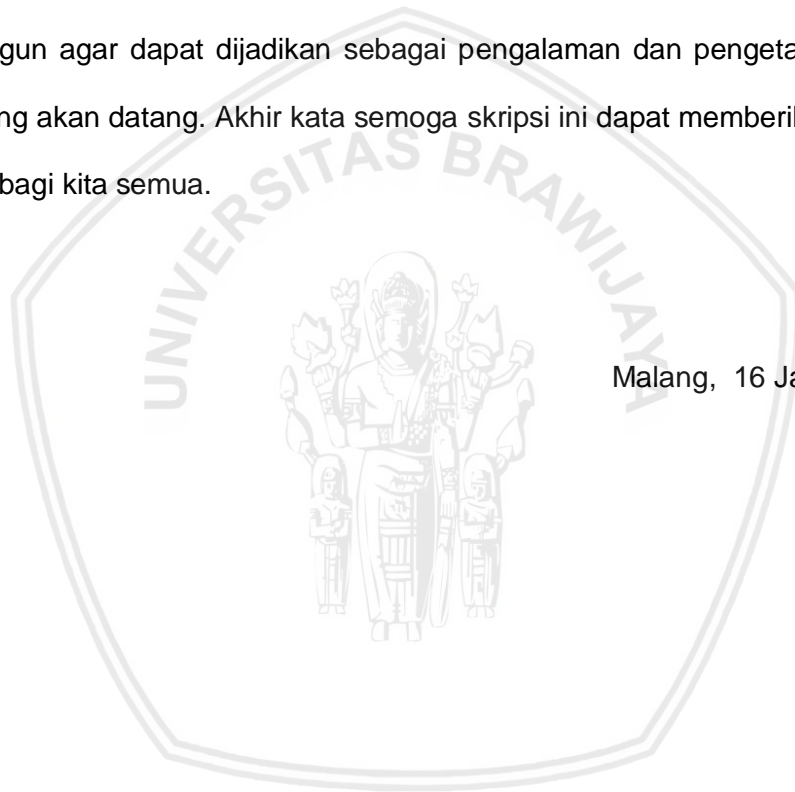 gun agar dapat dijadikan sebagai pengalaman dan pengeta
ng akan datang. Akhir kata semoga skripsi ini dapat memberil
bagi kita semua.
UNIVERSITAS BRAWIJAYA
Malang, 16 Ja